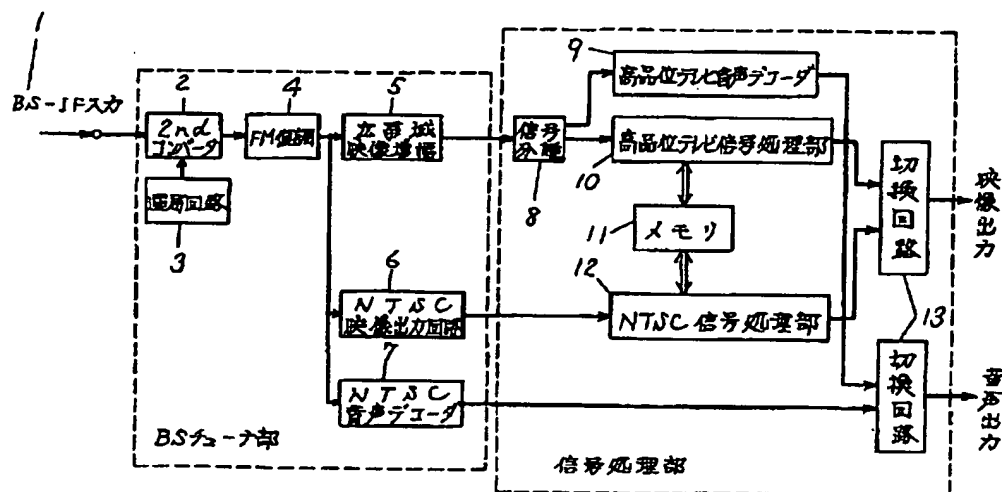 1
BS-IF入力
2
2nd
コンバータ
3
選局回路
4
FM復調
5
広帯域
映像増幅
6
NTSC
映像出力回路
7
NTSC
音声デコーダ
BSチューナ部
8
信号
分離
9
高品位テレビ音声デコーダ
10
高品位テレビ信号処理部
11
メモリ
12
NTSC信号処理部
13
切換回路
切換回路
映像出力
音声出力
信号処理部